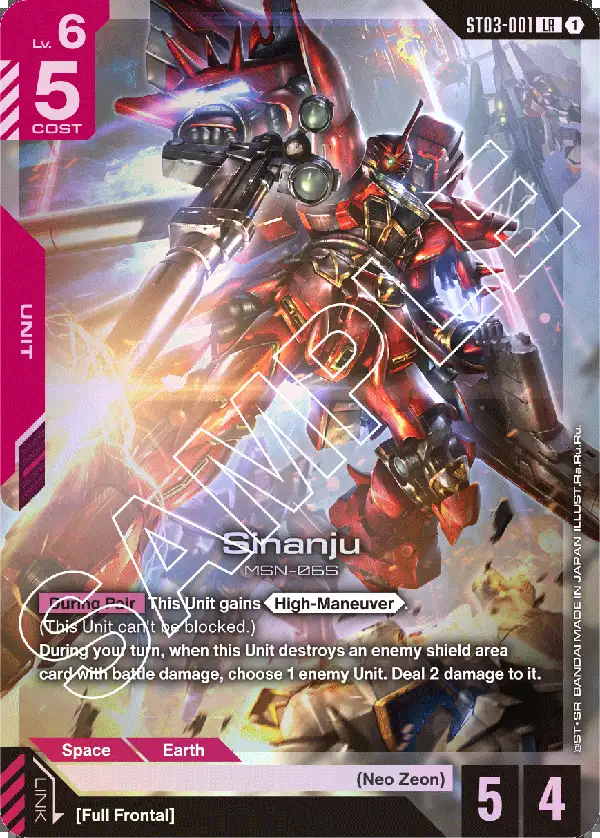 Lv. 6
5
COST
ST03-001 LR 1
UNIT
SAMPLE
Sinanju
MSN-06S
During Pair This Unit gains High-Maneuver.
(This Unit can't be blocked.)
During your turn, when this Unit destroys an enemy shield area
card with battle damage, choose 1 enemy Unit. Deal 2 damage to it.
©ST・SR BANDAI MADE IN JAPAN ILLUST.Ra.Ru.Ru.
Space Earth
(Neo Zeon)
LINK
[Full Frontal]
5 4